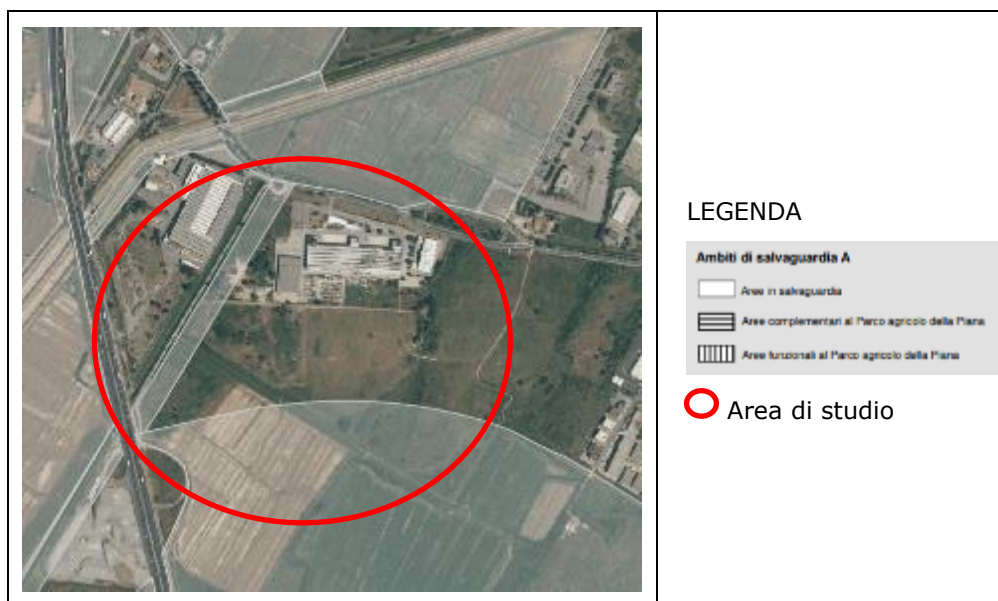 LEGENDA
Ambiti di salvaguardia A
Aree in salvaguardia
Aree complementari al Parco agricolo della Piana
Aree funzionali al Parco agricolo della Piana
Area di studio